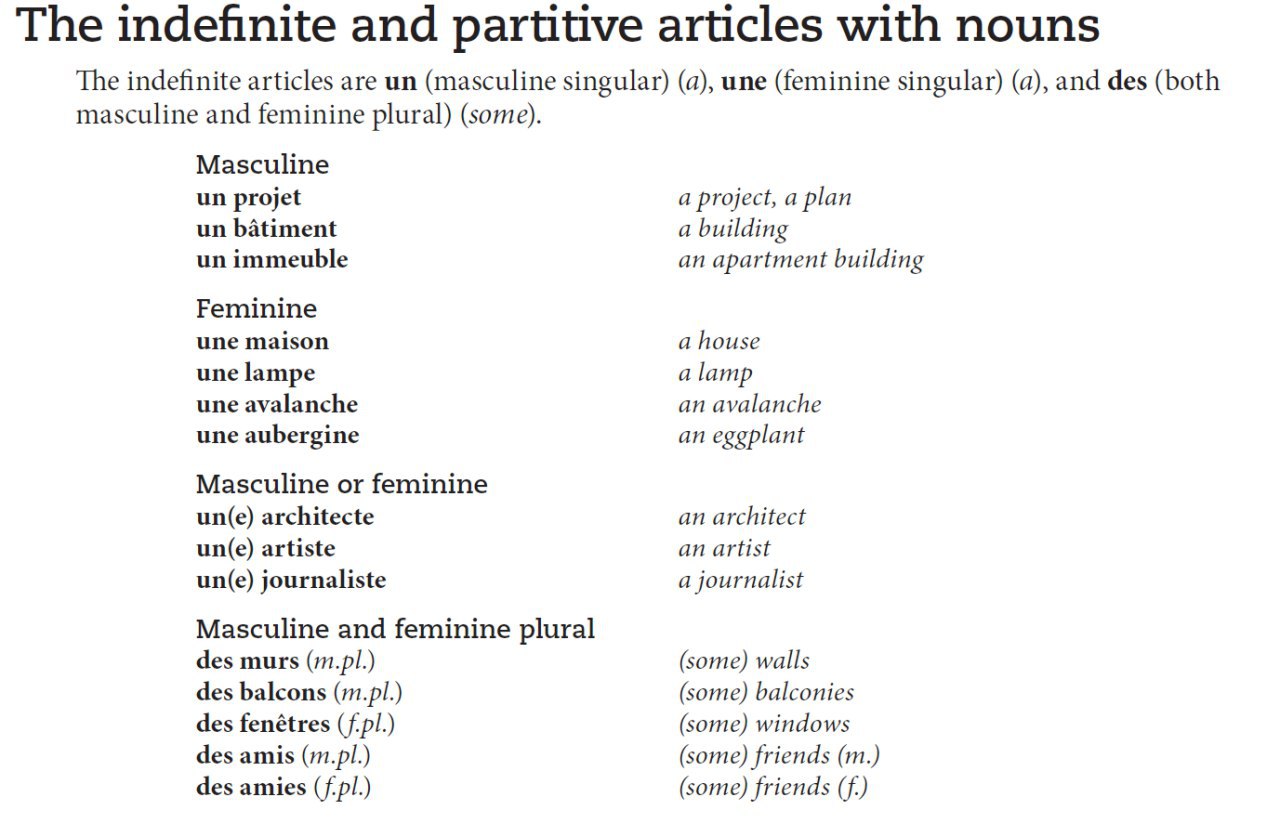 The indefinite and partitive articles with nouns
The indefinite articles are un (masculine singular) (a), une (feminine singular) (a), and des (both
masculine and feminine plural) (some).
Masculine
un projet a project, a plan
un bâtiment a building
un immeuble an apartment building
Feminine
une maison a house
une lampe a lamp
une avalanche an avalanche
une aubergine an eggplant
Masculine or feminine
un(e) architecte an architect
un(e) artiste an artist
un(e) journaliste a journalist
Masculine and feminine plural
des murs (m.pl.) (some) walls
des balcons (m.pl.) (some) balconies
des fenêtres (f.pl.) (some) windows
des amis (m.pl.) (some) friends (m.)
des amies (f.pl.) (some) friends (f.)